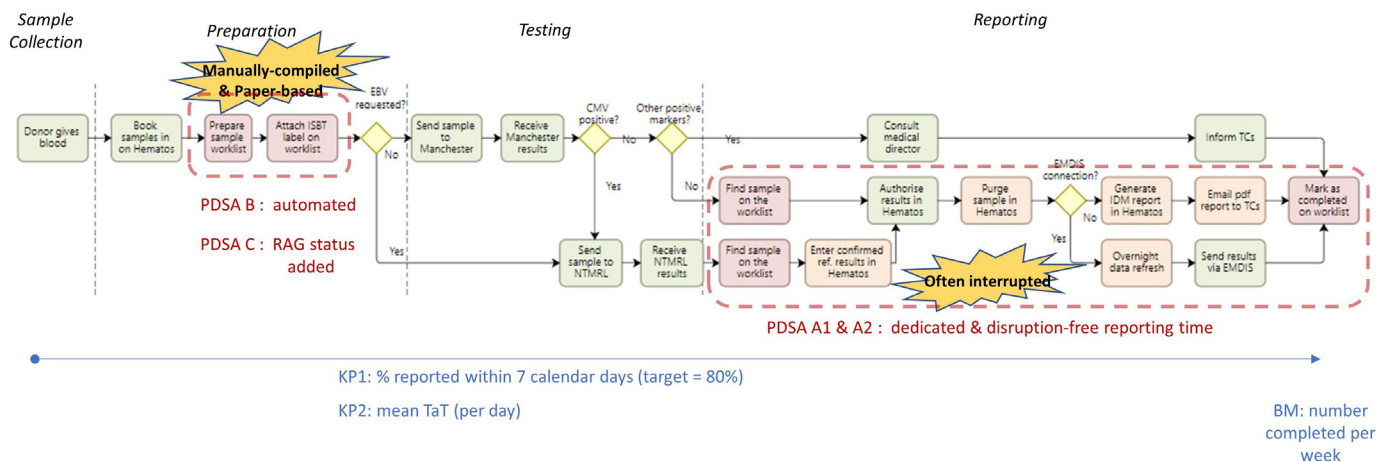 Sample
Collection
Preparation
Testing
Reporting
Manually-compiled
& Paper-based
EBV
requested?
CMV
positive?
Other positive
markers?
Donor gives
blood
Book
samples in
on Hematos
Prepare
sample
worklist
Attach ISBT
label on
worklist
No
Yes
Send sample
to
Manchester
Receive
Manchester
results
No
Yes
Yes
No
Consult
medical
director
Inform TCs
Find sample
on the
worklist
Authorise
results in
Hematos
Purge
sample in
Hematos
EMDIS
connection?
No
Yes
Generate
IDM report
in Hematos
Email pdf
report to TCs
Mark as
completed
on worklist
PDSA B : automated
PDSA C : RAG status
added
Send
sample to
NTMRL
Receive
NTMRL
results
Find sample
on the
worklist
Enter confirmed
ref. results in
Hematos
Often interrupted
Overnight
data refresh
Send results
via EMDIS
PDSA A1 & A2 : dedicated & disruption-free reporting time
KP1: % reported within 7 calendar days (target = 80%)
KP2: mean TaT (per day)
BM: number
completed per
week